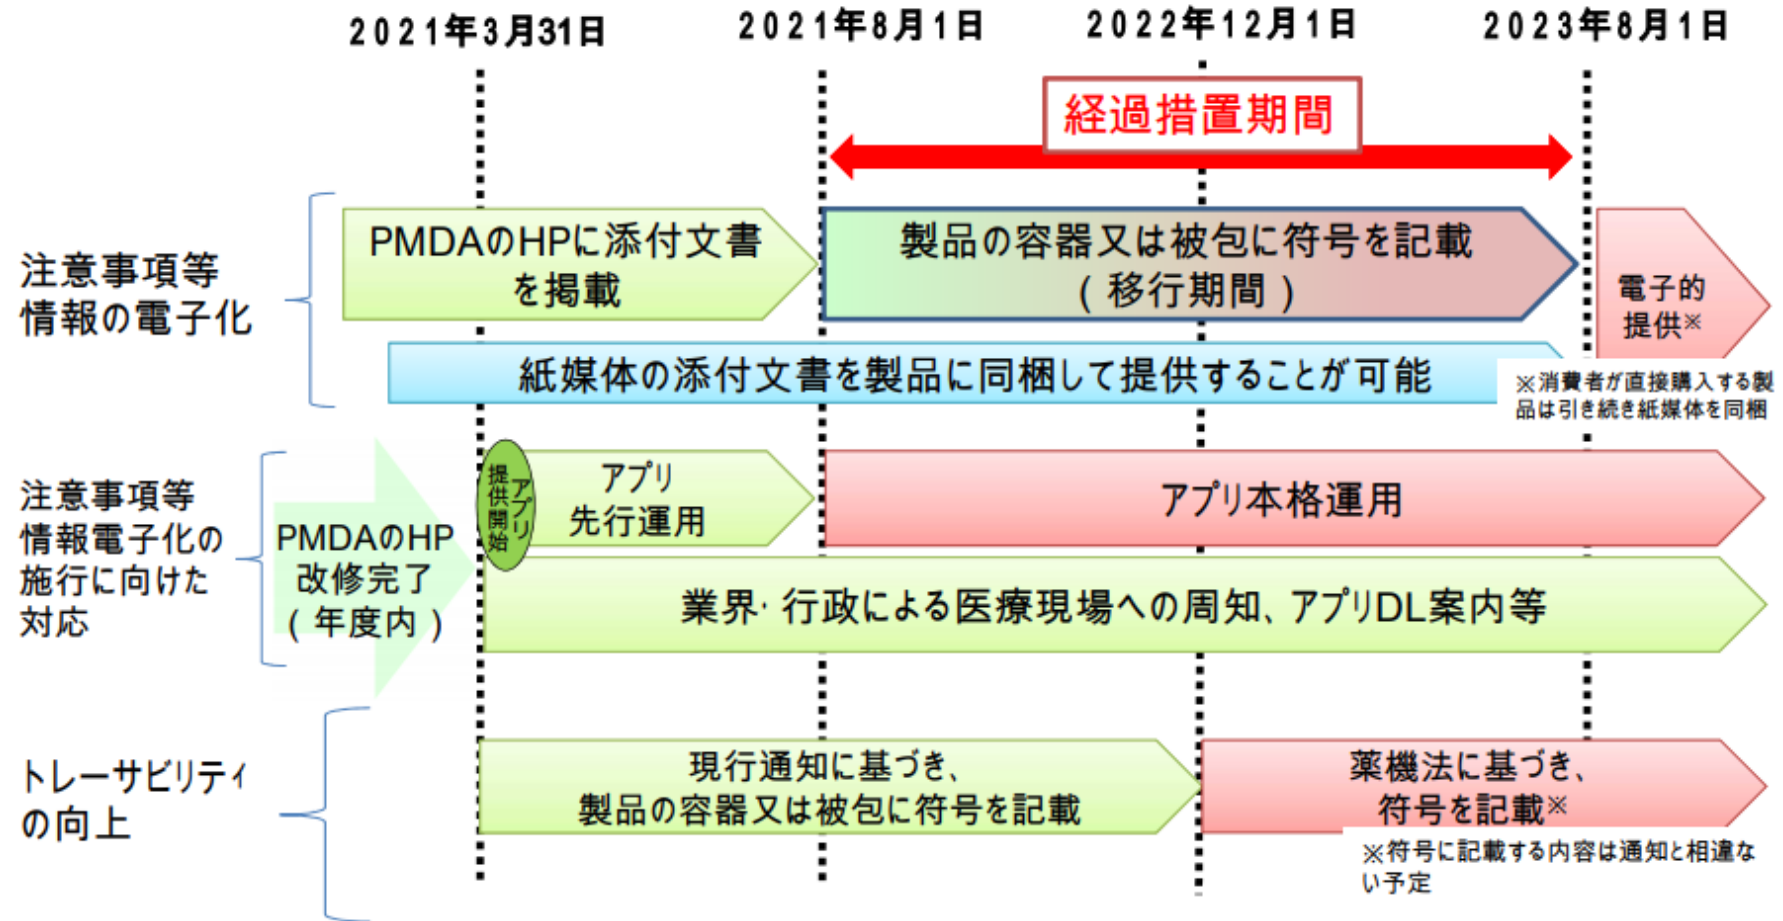 2021年3月31日
2021年8月1日
2022年12月1日
2023年8月1日
経過措置期間
注意事項等
情報の電子化
PMDAのHPに添付文書
を掲載
製品の容器又は被包に符号を記載
(移行期間)
電子的
提供※
紙媒体の添付文書を製品に同梱して提供することが可能
※消費者が直接購入する製
品は引き続き紙媒体を同梱
注意事項等
情報電子化の
施行に向けた
対応
PMDAのHP
改修完了
(年度内)
アプリ
提供開始
アプリ
先行運用
アプリ本格運用
業界・行政による医療現場への周知、アプリDL案内等
トレーサビリティ
の向上
現行通知に基づき、
製品の容器又は被包に符号を記載
薬機法に基づき、
符号を記載※
※符号に記載する内容は通知と相違な
い予定